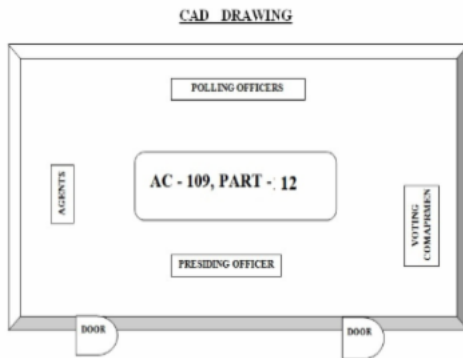 CAD DRAWING
POLLING OFFICERS
AC - 109, PART - 12
AGENTS
VOTING
COMAPRMEN
PRESIDING OFFICER
DOOR
DOOR